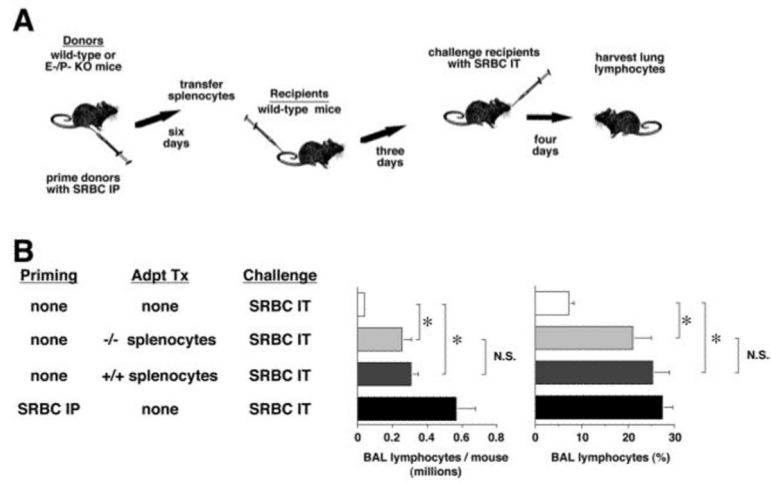 A
Donors
wild-type or
E-/P- KO mice
prime donors
with SRBC IP
six
days
transfer
splenocytes
Recipients
wild-type mice
three
days
challenge recipients
with SRBC IT
four
days
harvest lung
lymphocytes
B
Priming Adpt Tx Challenge
none none SRBC IT
none -/- splenocytes SRBC IT
none +/+ splenocytes SRBC IT
SRBC IP none SRBC IT
* * N.S.
0 0.2 0.4 0.6 0.8
BAL lymphocytes / mouse
(millions)
* * N.S.
0 10 20 30
BAL lymphocytes (%)